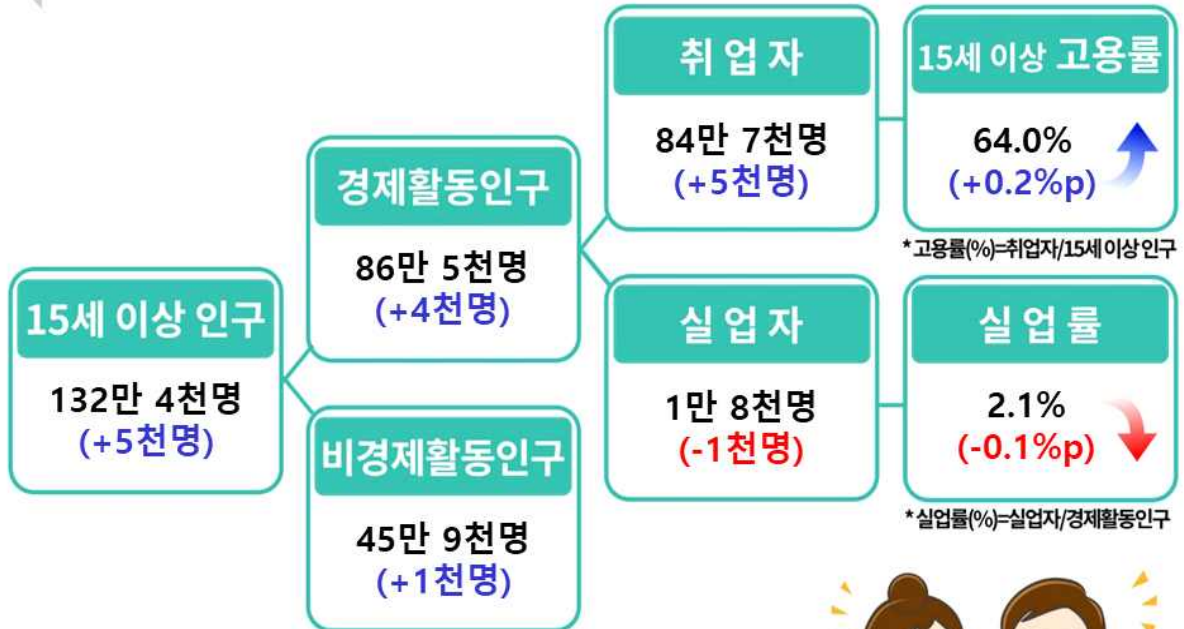 15세 이상 인구
132만 4천명
(+5천명)
경제활동인구
86만 5천명
(+4천명)
비경제활동인구
45만 9천명
(+1천명)
취 업 자
84만 7천명
(+5천명)
15세 이상 고용률
64.0%
(+0.2%p)
*고용률(%)=취업자/15세 이상 인구
실 업 자
1만 8천명
(-1천명)
실 업 률
2.1%
(-0.1%p)
*실업률(%)=실업자/경제활동인구